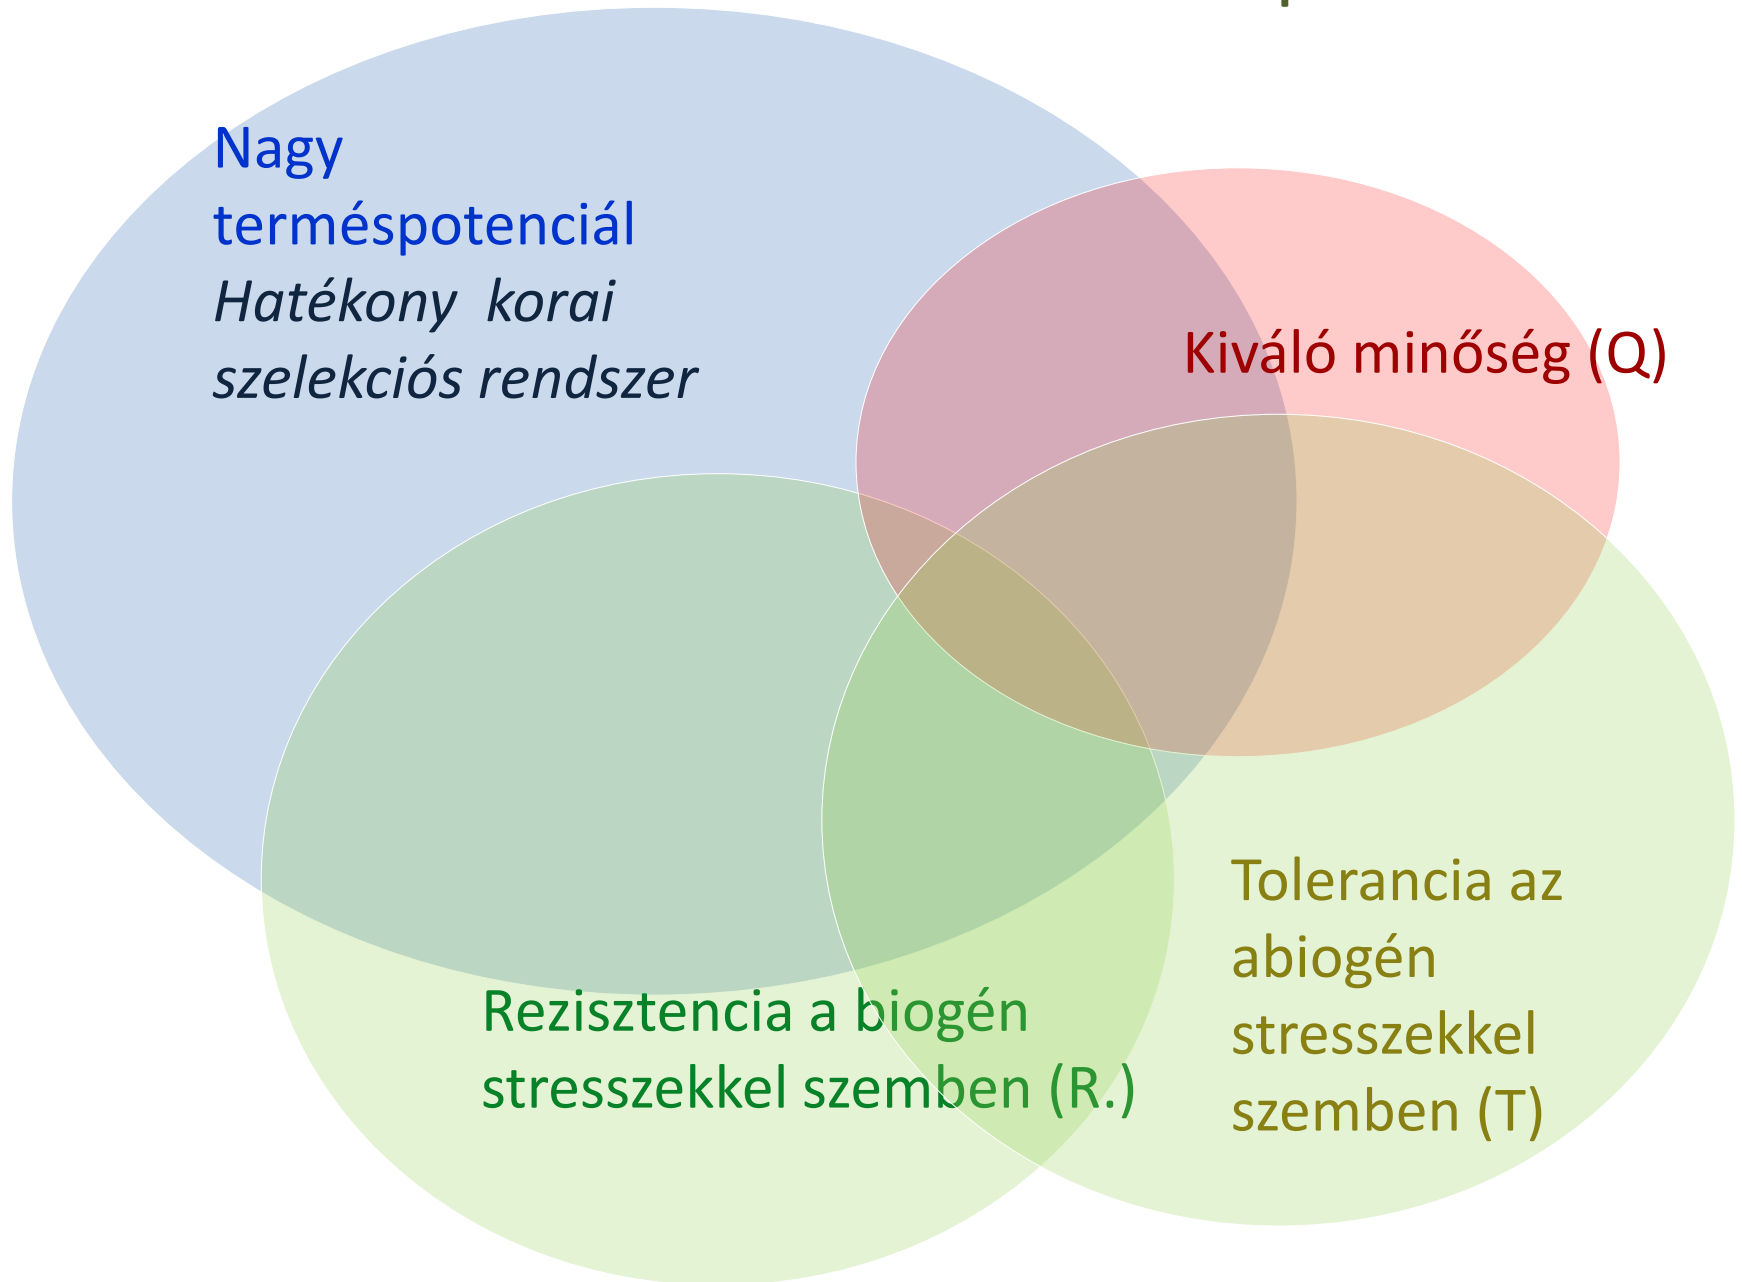 Nagy
terméspotenciál
Hatékony korai
szelekciós rendszer
Kiváló minőség (Q)
Tolerancia az
abiogén
stresszekkel
szemben (T)
Rezisztencia a biogén
stresszekkel szemben (R.)